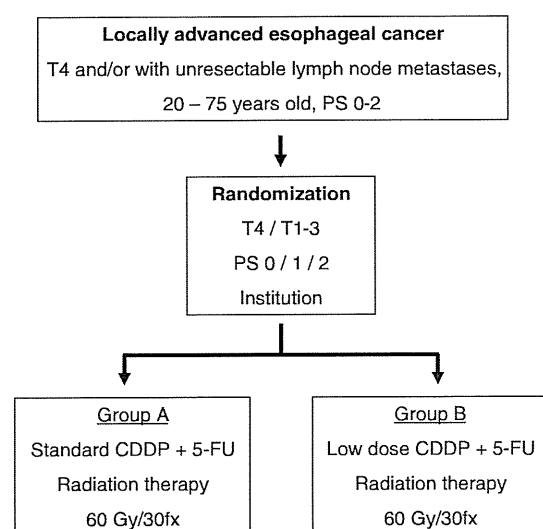 Locally advanced esophageal cancer
T4 and/or with unresectable lymph node metastases,
20 – 75 years old, PS 0-2
Randomization
T4 / T1-3
PS 0 / 1 / 2
Institution
Group A
Standard CDDP + 5-FU
Radiation therapy
60 Gy/30fx
Group B
Low dose CDDP + 5-FU
Radiation therapy
60 Gy/30fx